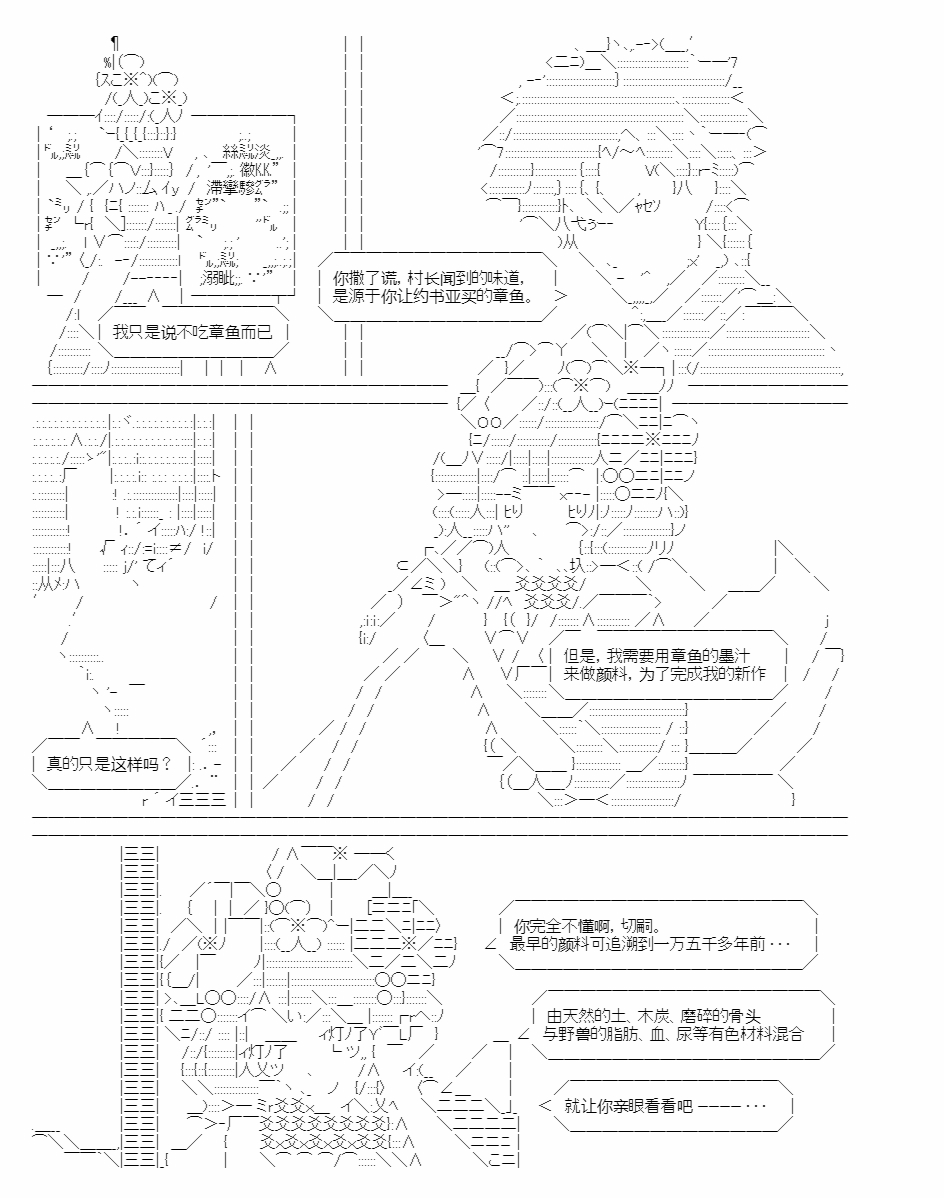 你撒了谎，村长闻到的味道，
是源于你让约书亚买的章鱼。
我只是说不吃章鱼而已
但是，我需要用章鱼的墨汁
来做颜料，为了完成我的新作
真的只是这样吗？
你完全不懂啊，切嗣。
最早的颜料可追溯到一万五千多年前・・・
由天然的土、木炭、磨碎的骨头
与野兽的脂肪、血、尿等有色材料混合
就让你亲眼看看吧 ————・・・